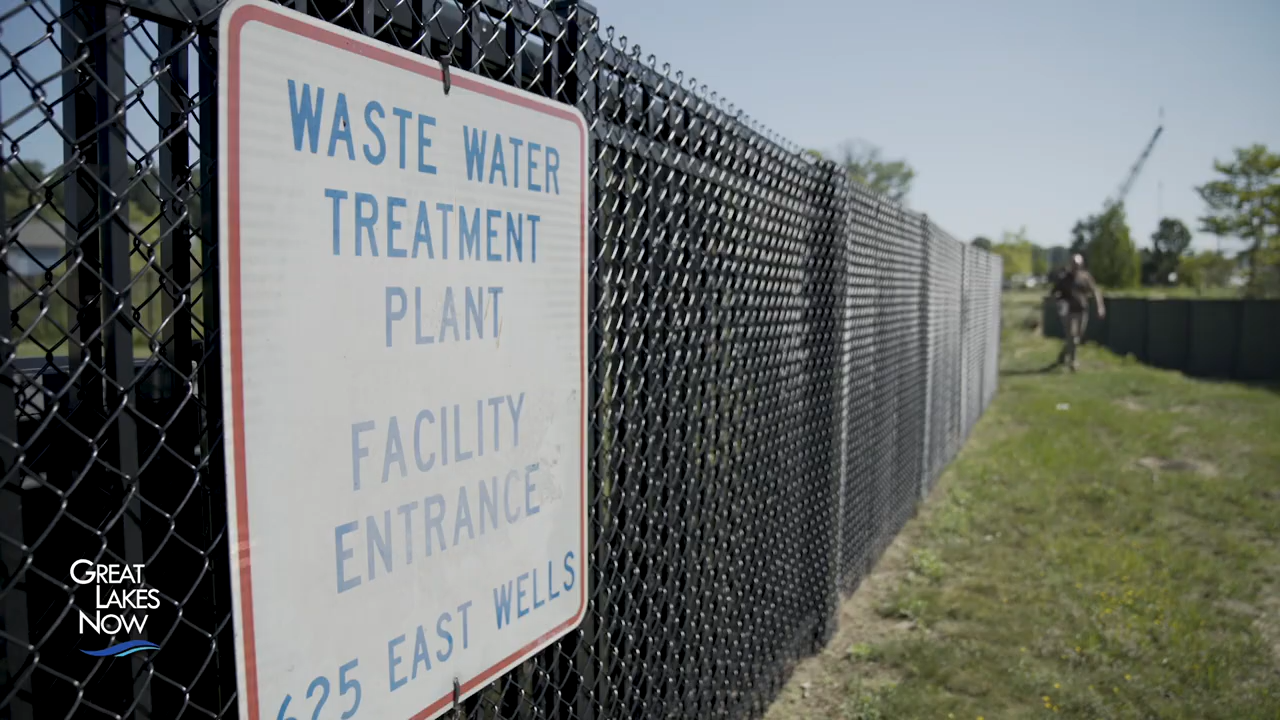 WASTE WATER
TREATMENT
PLANT
FACILITY
ENTRANCE
625 EAST WELLS
GREAT
LAKES
NOW